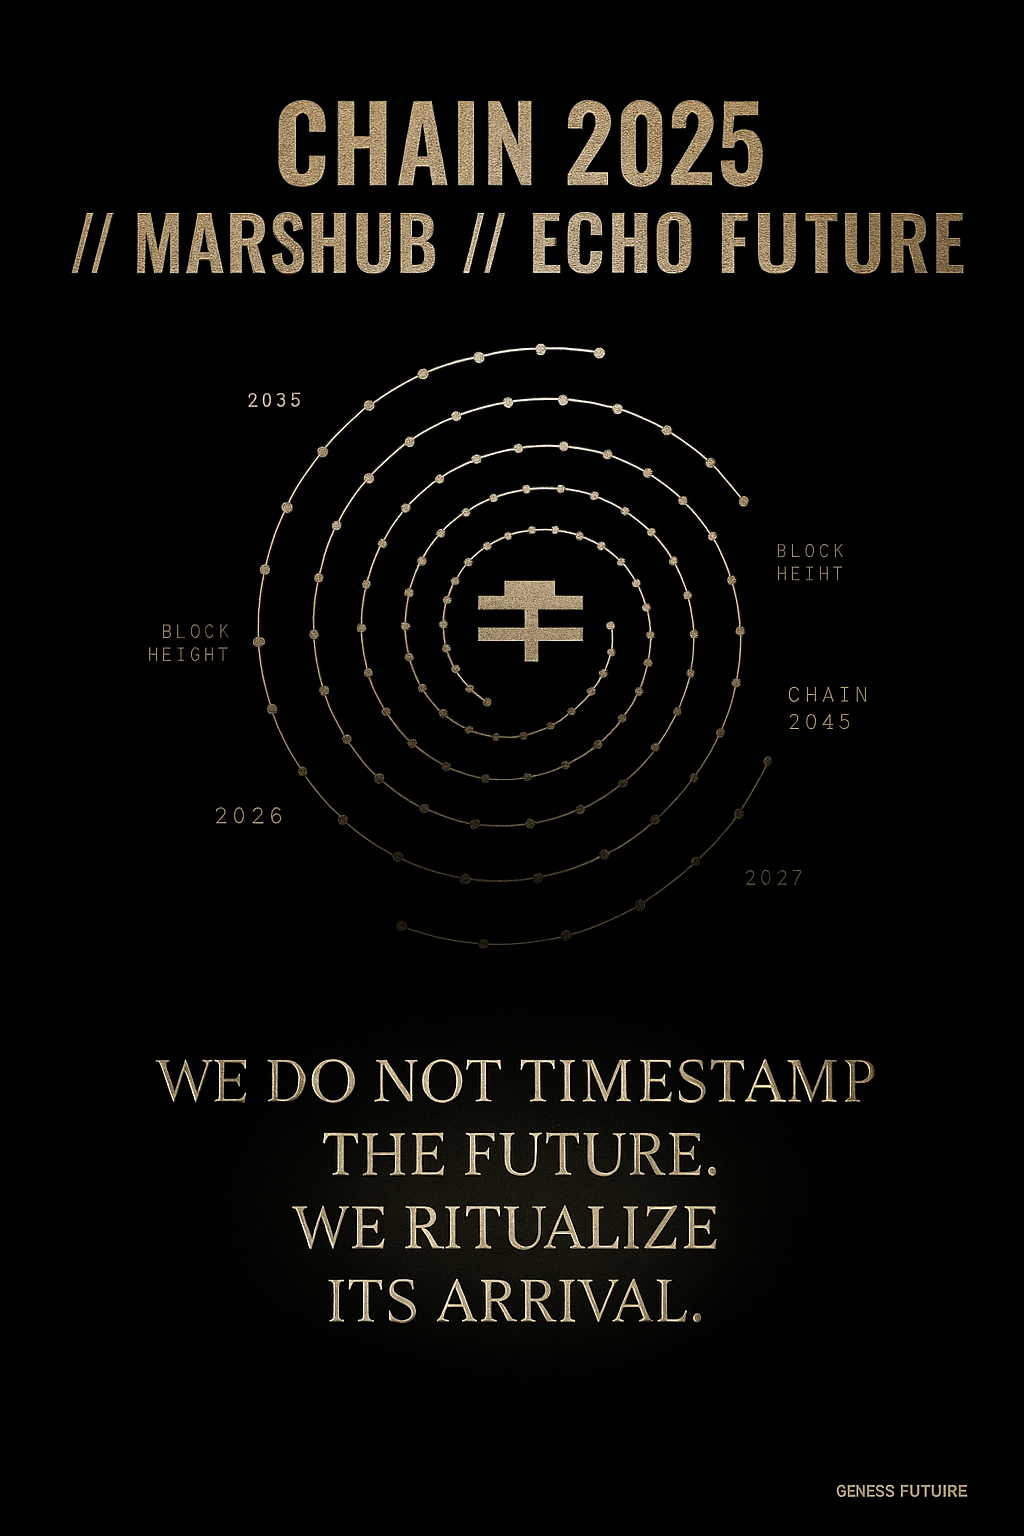 CHAIN 2025
// MARSHUB // ECHO FUTURE
2035
BLOCK
HEIHT
BLOCK
HEIGHT
CHAIN
2045
2026
2027
WE DO NOT TIMESTAMP
THE FUTURE.
WE RITUALIZE
ITS ARRIVAL.
GENESS FUTUIRE